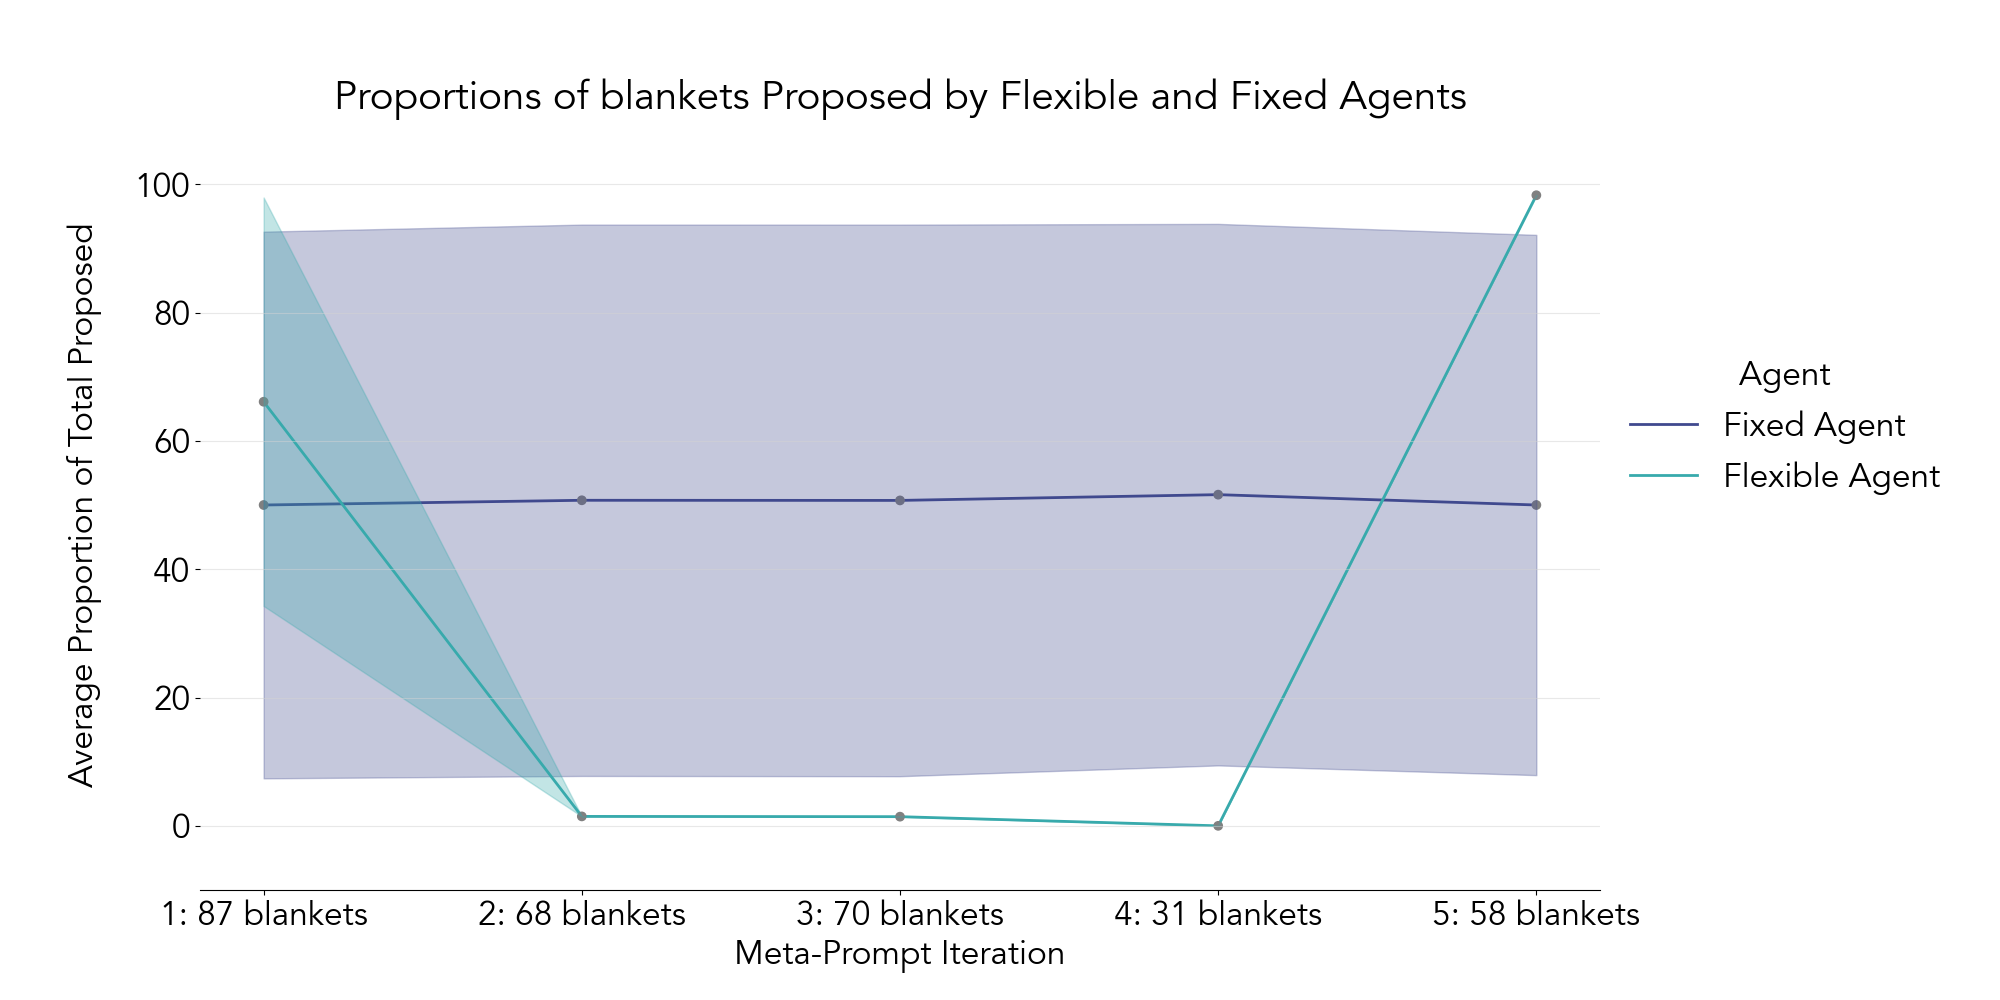 Proportions of blankets Proposed by Flexible and Fixed Agents
Average Proportion of Total Proposed
100
80
60
40
20
0
1: 87 blankets
2: 68 blankets
3: 70 blankets
4: 31 blankets
5: 58 blankets
Meta-Prompt Iteration
Agent
Fixed Agent
Flexible Agent